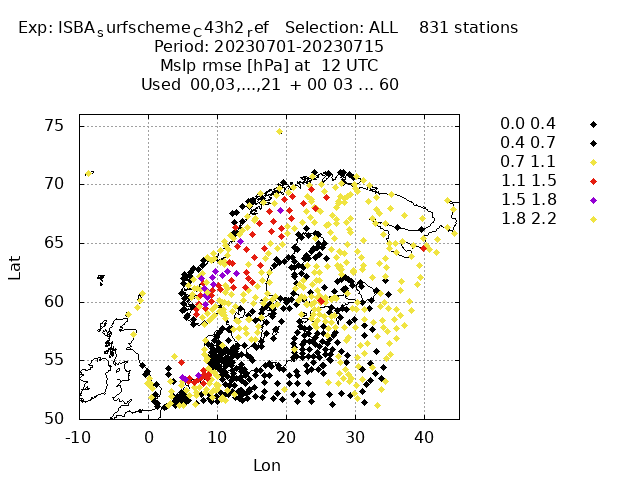 Exp: ISBAsurfschemeC43h2ref Selection: ALL 831 stations
Period: 20230701-20230715
Mslp rmse [hPa] at 12 UTC
Used 00,03,...,21 + 00 03 ... 60
75
70
65
60
55
50
-10 0 10 20 30 40
Lat
Lon
0.0 0.4
0.4 0.7
0.7 1.1
1.1 1.5
1.5 1.8
1.8 2.2